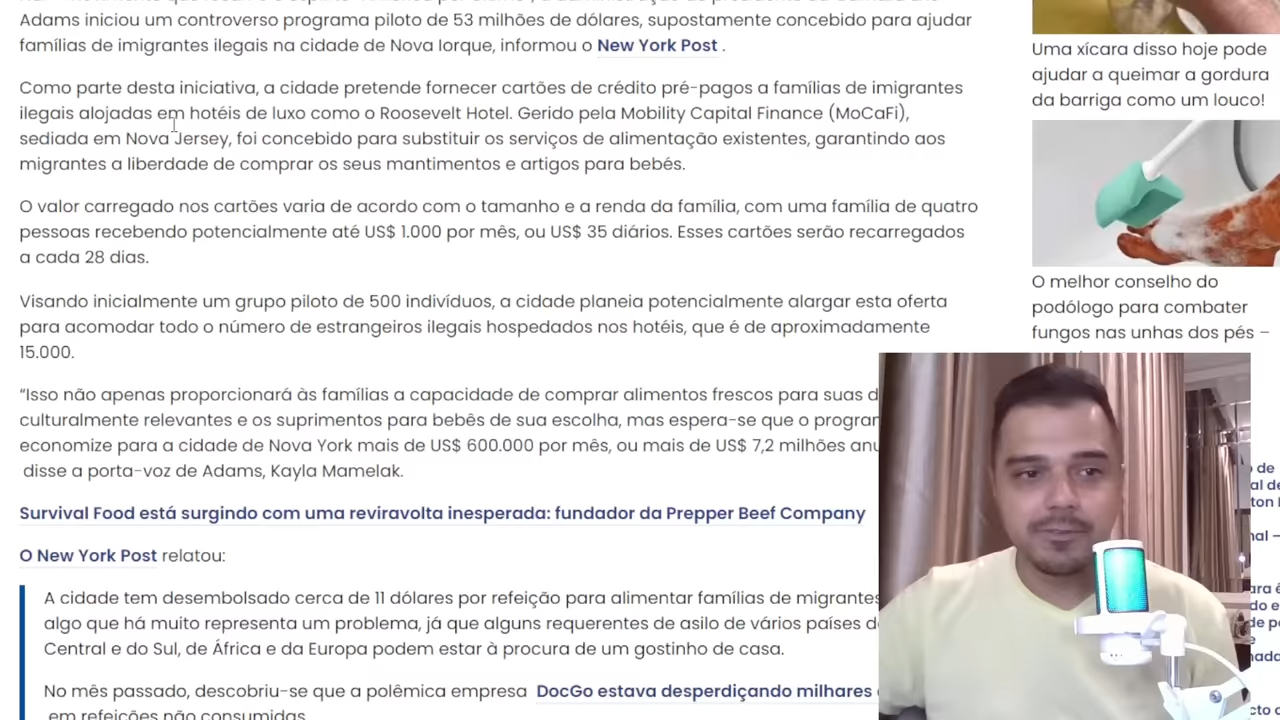 Adams iniciou um controverso programa piloto de 53 milhões de dólares, supostamente concebido para ajudar
famílias de imigrantes ilegais na cidade de Nova Iorque, informou o New York Post .
Como parte desta iniciativa, a cidade pretende fornecer cartões de crédito pré-pagos a famílias de imigrantes
ilegais alojadas em hotéis de luxo como o Roosevelt Hotel. Gerido pela Mobility Capital Finance (MoCaFi),
sediada em Nova Jersey, foi concebido para substituir os serviços de alimentação existentes, garantindo aos
migrantes a liberdade de comprar os seus mantimentos e artigos para bebés.
O valor carregado nos cartões varia de acordo com o tamanho e a renda da família, com uma família de quatro
pessoas recebendo potencialmente até US$ 1.000 por mês, ou US$ 35 diários. Esses cartões serão recarregados
a cada 28 dias.
Visando inicialmente um grupo piloto de 500 indivíduos, a cidade planeia potencialmente alargar esta oferta
para acomodar todo o número de estrangeiros ilegais hospedados nos hotéis, que é de aproximadamente
15.000.
“Isso não apenas proporcionará às famílias a capacidade de comprar alimentos frescos para suas d
culturalmente relevantes e os suprimentos para bebês de sua escolha, mas espera-se que o progra
economize para a cidade de Nova York mais de US$ 600.000 por mês, ou mais de US$ 7,2 milhões anu
disse a porta-voz de Adams, Kayla Mamelak.
Survival Food está surgindo com uma reviravolta inesperada: fundador da Prepper Beef Company
O New York Post relatou:
A cidade tem desembolsado cerca de 11 dólares por refeição para alimentar famílias de migrantes
algo que há muito representa um problema, já que alguns requerentes de asilo de vários países d
Central e do Sul, de África e da Europa podem estar à procura de um gostinho de casa.
No mês passado, descobriu-se que a polêmica empresa DocGo estava desperdiçando milhares
em refeições não consumidas
Uma xícara disso hoje pode
ajudar a queimar a gordura
da barriga como um louco!
O melhor conselho do
podólogo para combater
fungos nas unhas dos pés –